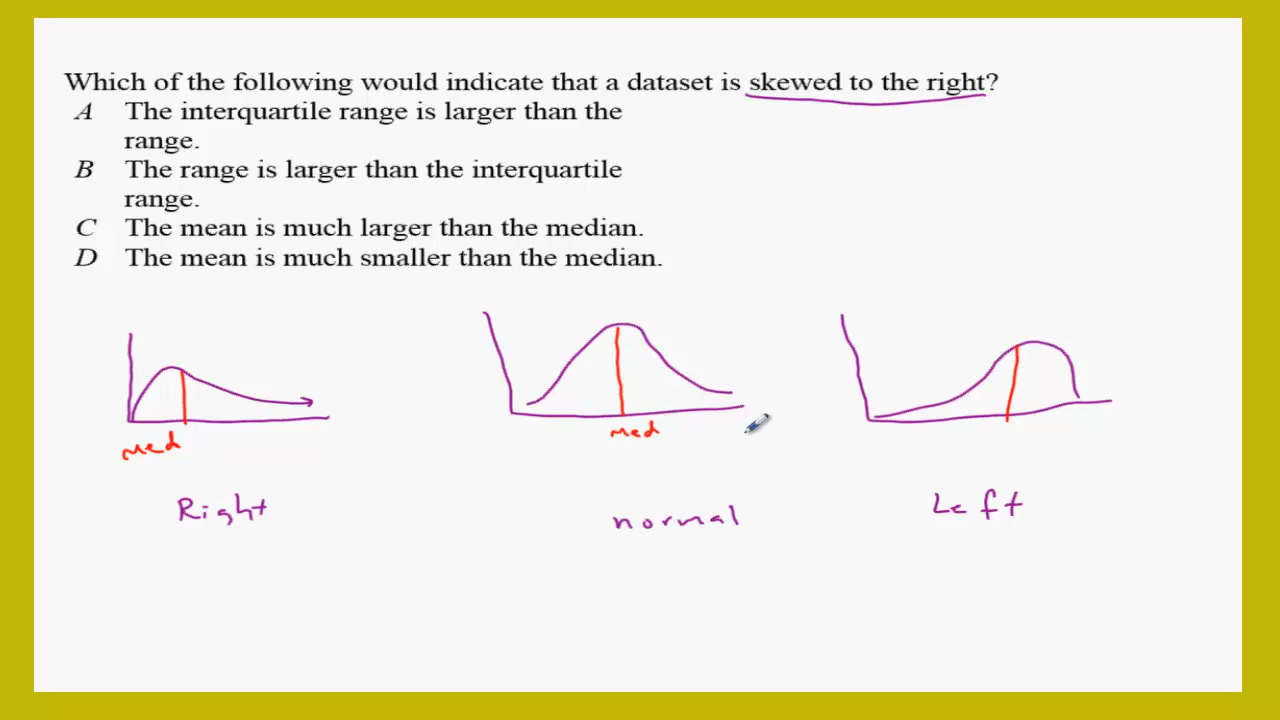 Which of the following would indicate that a dataset is skewed to the right?
A The interquartile range is larger than the
range.
B The range is larger than the interquartile
range.
C The mean is much larger than the median.
D The mean is much smaller than the median.
Med
Med
Right
normal
Left